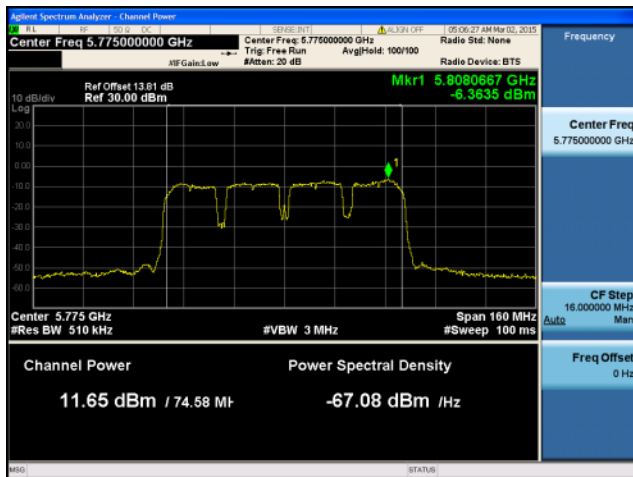 Agilent Spectrum Analyzer - Channel Power
RL RF 50 Ω DC SENSE:INT ALIGN OFF 05:06:27 AM Mar 02, 2015
Center Freq 5.775000000 GHz
Center Freq: 5.775000000 GHz
Radio Std: None
Trig: Free Run Avg|Hold: 100/100
#IFGain:Low #Atten: 20 dB Radio Device: BTS
Frequency
Mkr1 5.8080667 GHz
-6.3635 dBm
Ref Offset 13.81 dB
10 dB/div Ref 30.00 dBm
Log
20.0
10.0
0.00
-10.0
-20.0
-30.0
-40.0
-50.0
-60.0
1
Center 5.775 GHz Span 160 MHz
#Res BW 510 kHz #VBW 3 MHz #Sweep 100 ms
Channel Power Power Spectral Density
11.65 dBm / 74.58 MH -67.08 dBm /Hz
Center Freq
5.775000000 GHz
CF Step
16.000000 MHz
Auto Man
Freq Offset
0 Hz
MSG STATUS